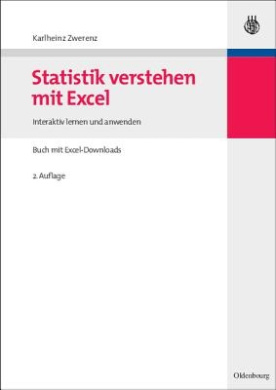 Karlheinz Zwerenz
Statistik verstehen
mit Excel
Interaktiv lernen und anwenden
Buch mit Excel-Downloads
2. Auflage
Oldenbourg